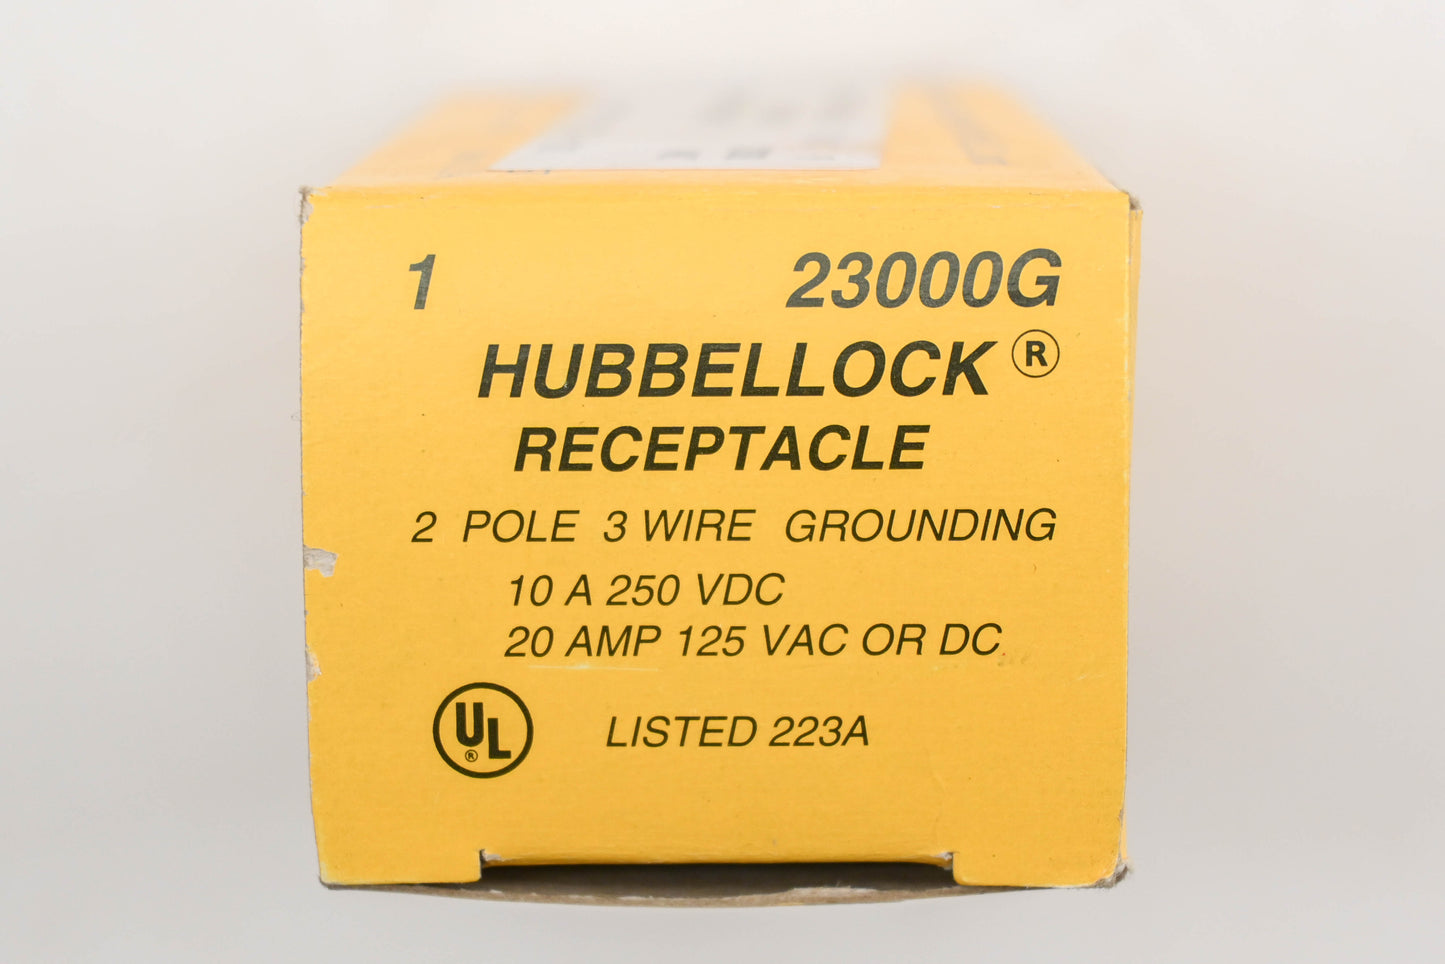 1 23000G
HUBBELLOCK ®
RECEPTACLE
2 POLE 3 WIRE GROUNDING
10 A 250 VDC
20 AMP 125 VAC OR DC
UL ® LISTED 223A